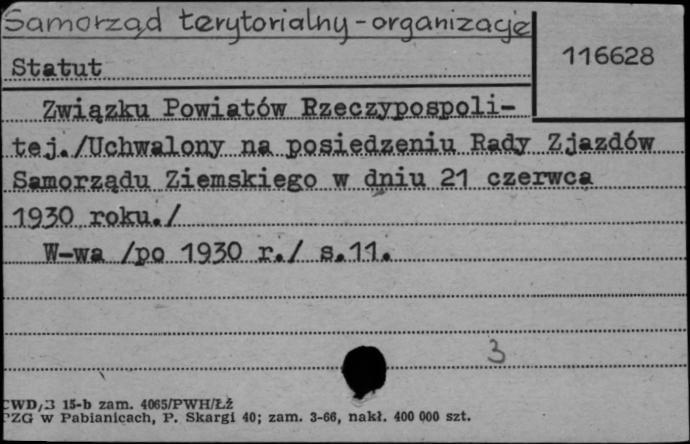 Samorząd terytorialny - organizacje
116628
Statut
Związku Powiatów Rzeczypospoli-
tej./Uchwalony na posiedzeniu Rady Zjazdów
Samorządu Ziemskiego w dniu 21 czerwca
1930 roku./
W-wa /po 1930 r./ s.11.
3
CWD/3 15-b zam. 4065/PWH/ŁŻ
PZG w Pabianicach, P. Skargi 40; zam. 3-66, nakł. 400 000 szt.